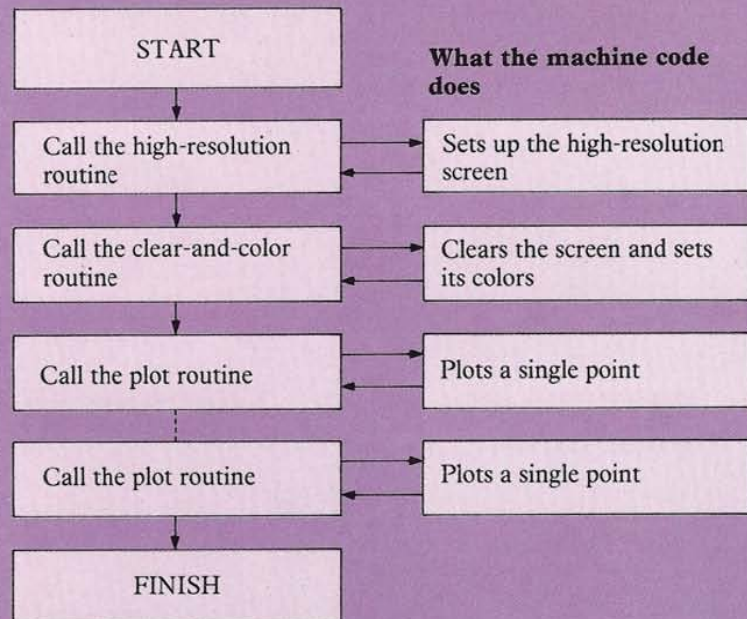 START
What the machine code
does
Call the high-resolution
routine
Sets up the high-resolution
screen
Call the clear-and-color
routine
Clears the screen and sets
its colors
Call the plot routine
Plots a single point
Call the plot routine
Plots a single point
FINISH